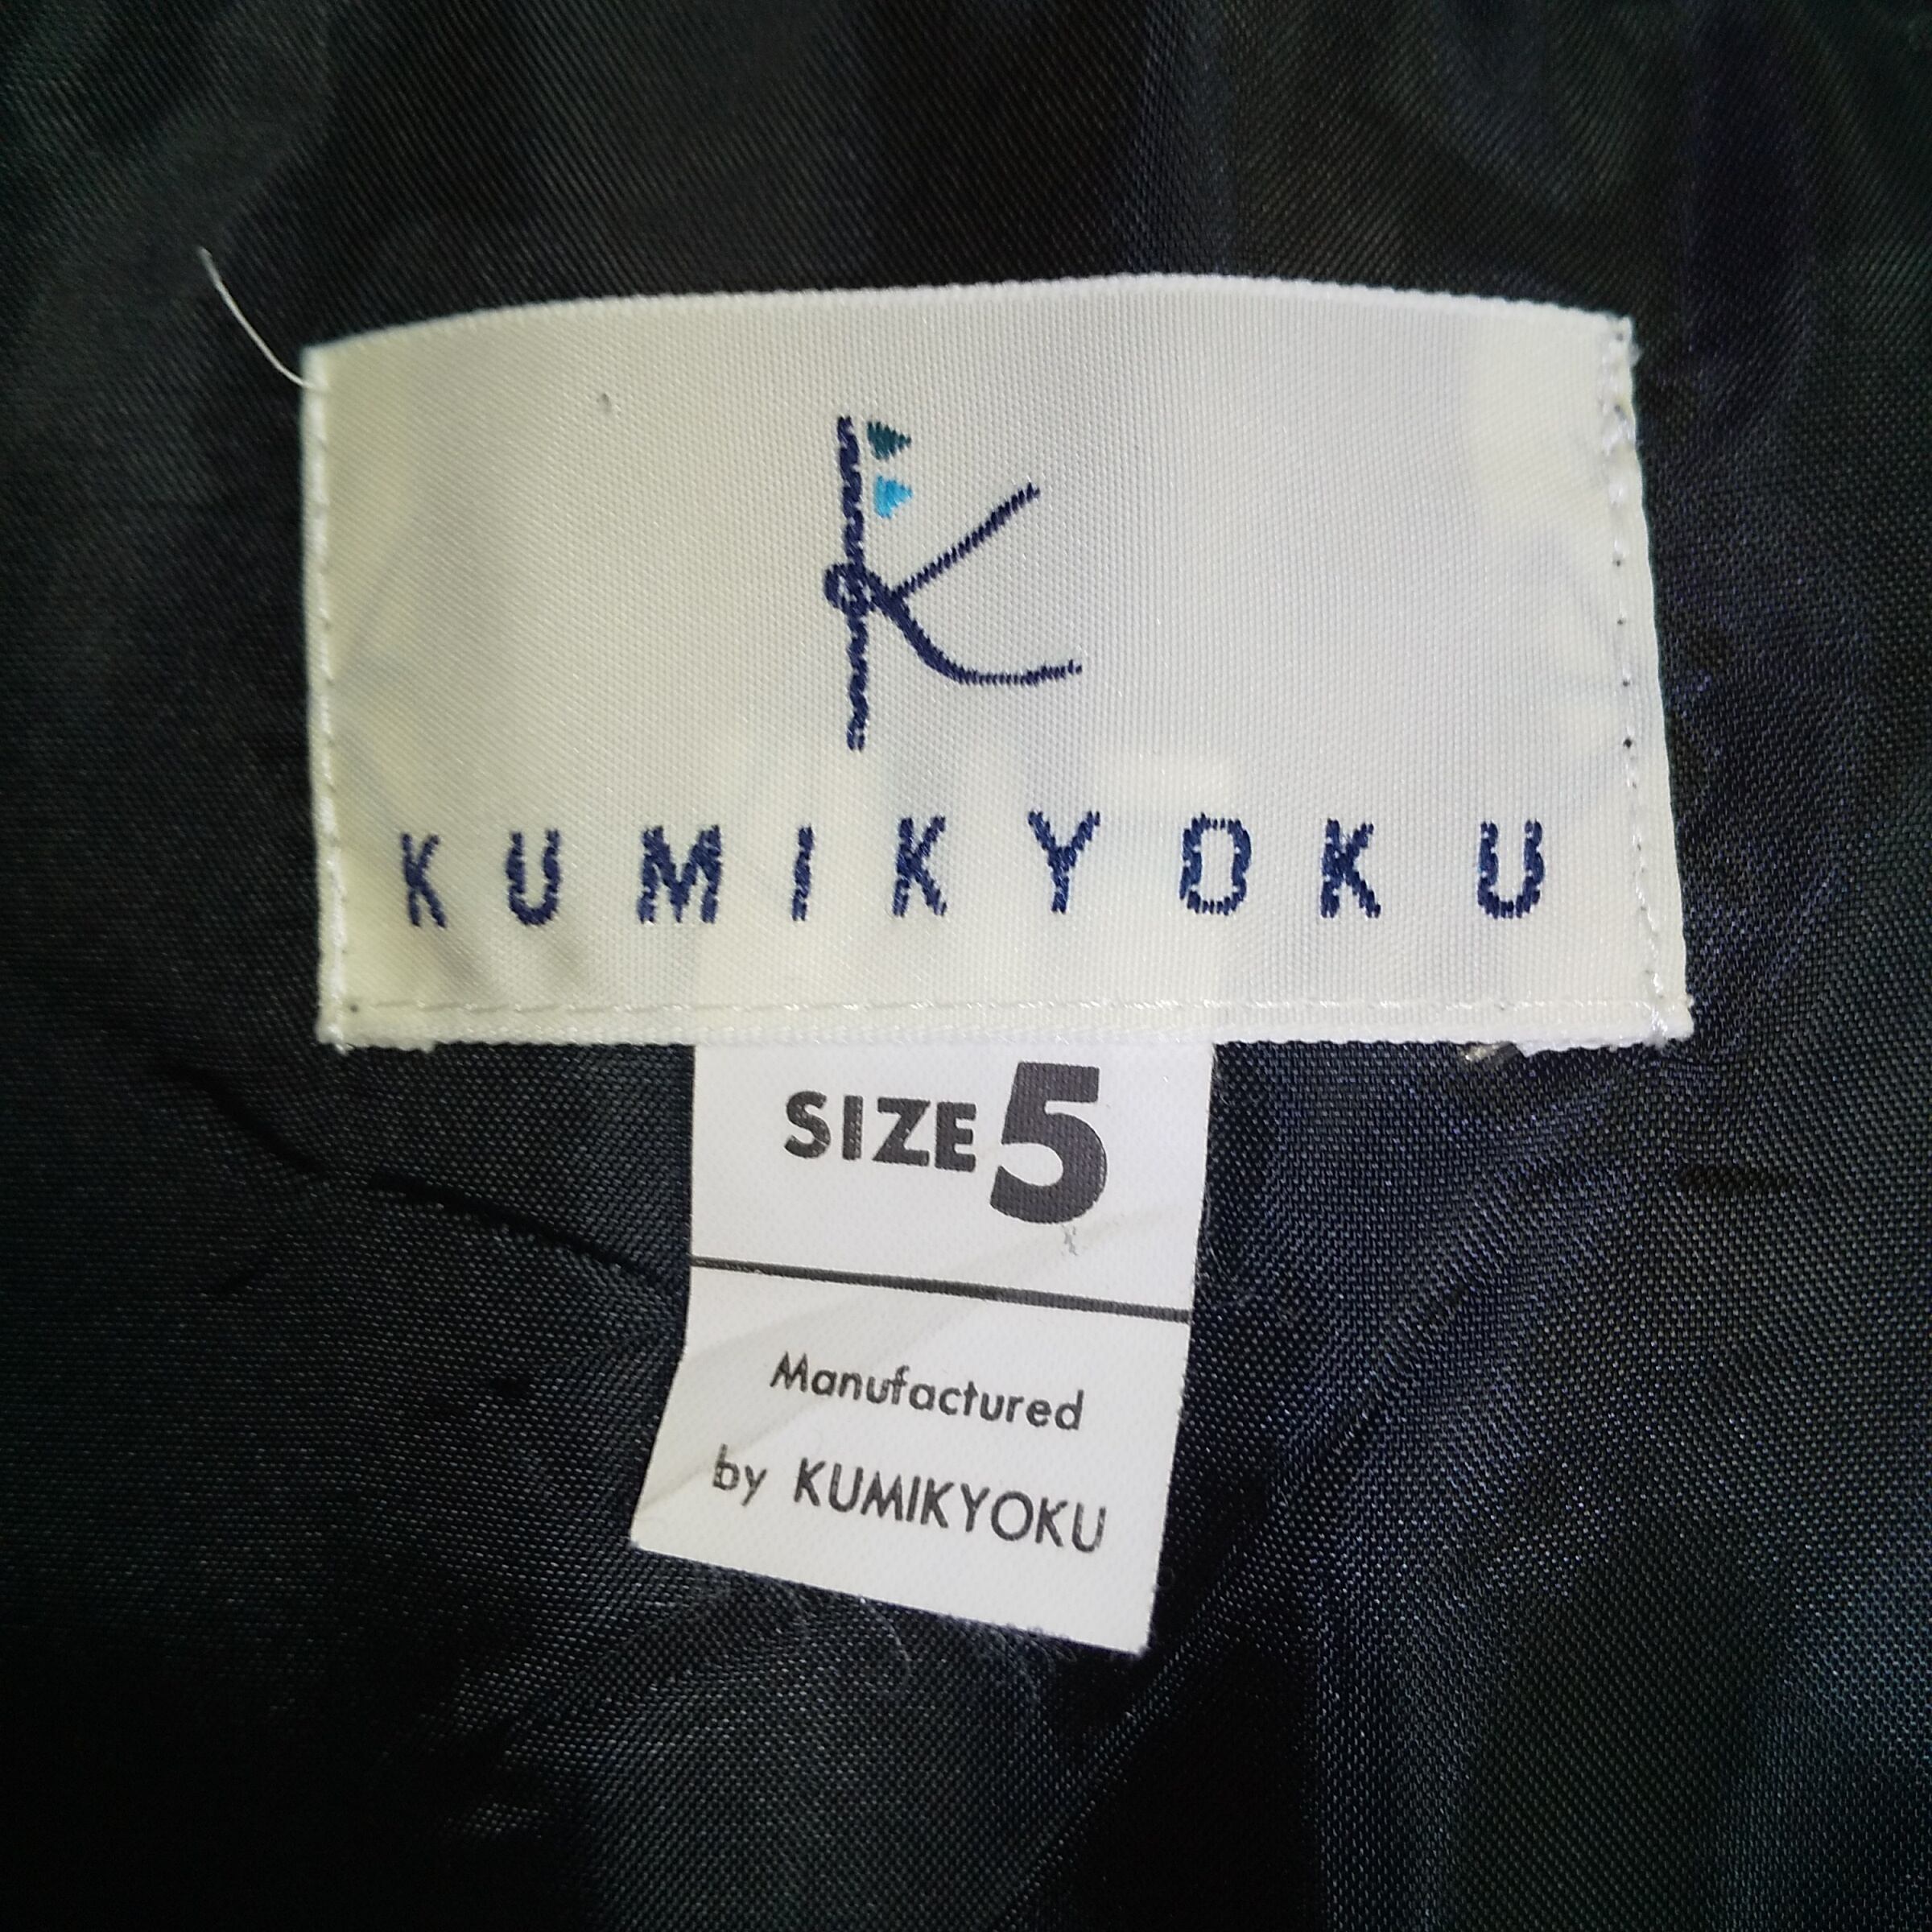 K
KUMIKYOKU
SIZE 5
Manufactured
by KUMIKYOKU